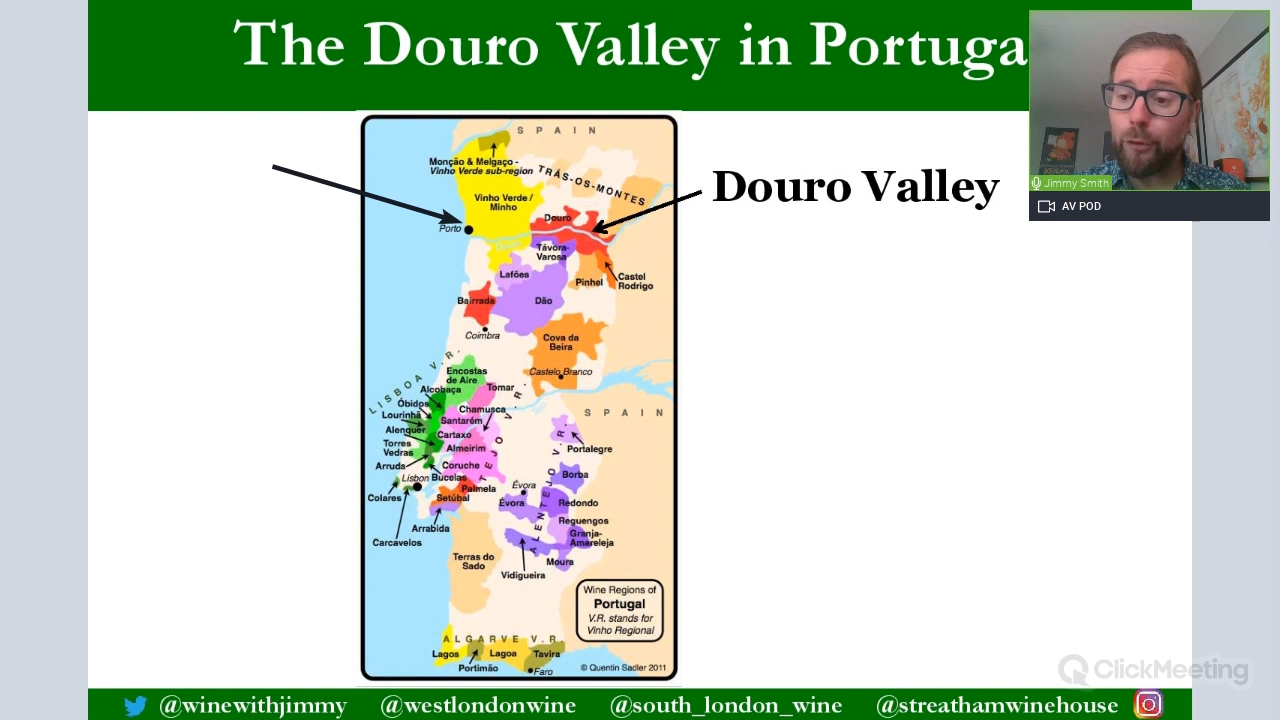 The Douro Valley in Portuga
Jimmy Smith
AV POD
Douro Valley
SPAIN
Monção & Melgaço -
Vinho Verde sub-region
TRÁS-OS-MONTES
Vinho Verde /
Minho
Douro
Porto
Távora-
Varosa
Lafões
Pinhel
Castel
Rodrigo
Bairrada
Dão
Coimbra
Cova da
Beira
LISBOA V.R.
Encostas
de Aire
Castelo Branco
Alcobaça
Tomar
Óbidos
Chamusca
Lourinhã
Santarém
SPAIN
Alenquer
Cartaxo
Torres
Vedras
Almeirim
TEJO V.R.
Portalegre
Arruda
Coruche
Lisbon
Bucelas
Borba
Palmela
Évora
Colares
Setúbal
Évora
Redondo
ALENTEJO V.R.
Arrabida
Reguengos
Carcavelos
Granja-
Amareleja
Terras do
Sado
Moura
Vidigueira
Wine Regions of
Portugal
V.R. stands for
Vinho Regional
ALGARVE V.R.
Lagos
Lagoa
Tavira
Portimão
Faro
© Quentin Sadler 2011
ClickMeeting
@winewithjimmy @westlondonwine @south_london_wine @streathamwinehouse